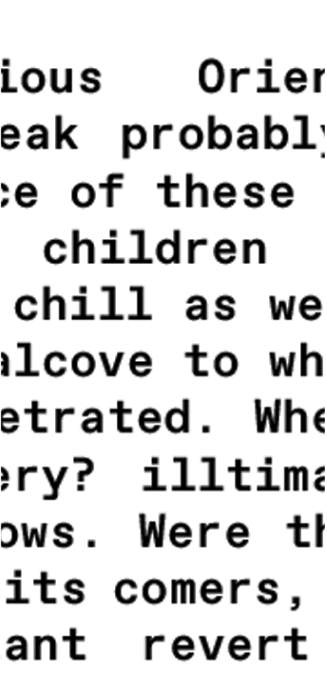 ious Orien
eak probably
ce of these
children
chill as we
alcove to wh
etrated. Whe
ery? illtima
ows. Were th
its comers,
ant revert